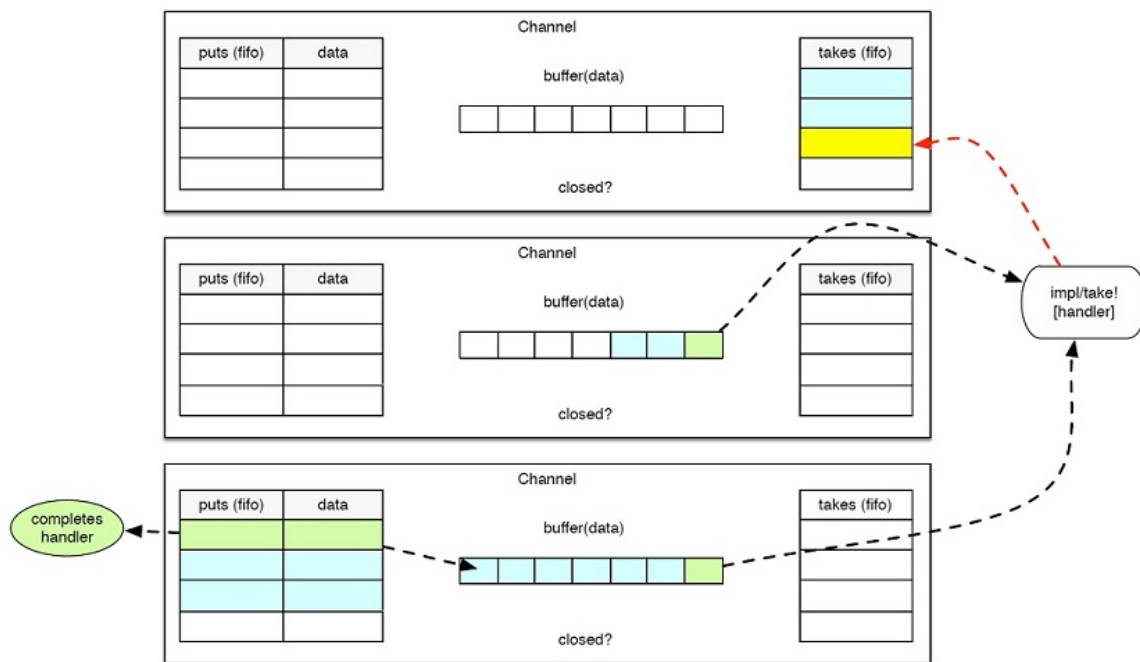 Channel
puts (fifo) data takes (fifo)
buffer(data)
closed?
Channel
puts (fifo) data takes (fifo)
buffer(data)
closed?
impl/take!
[handler]
Channel
puts (fifo) data takes (fifo)
buffer(data)
closed?
completes
handler